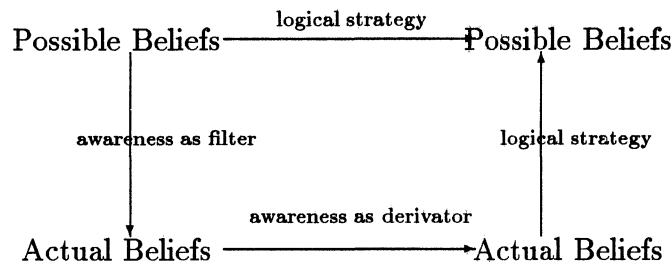 logical strategy
Possible Beliefs Possible Beliefs
awareness as filter logical strategy
awareness as derivator
Actual Beliefs Actual Beliefs